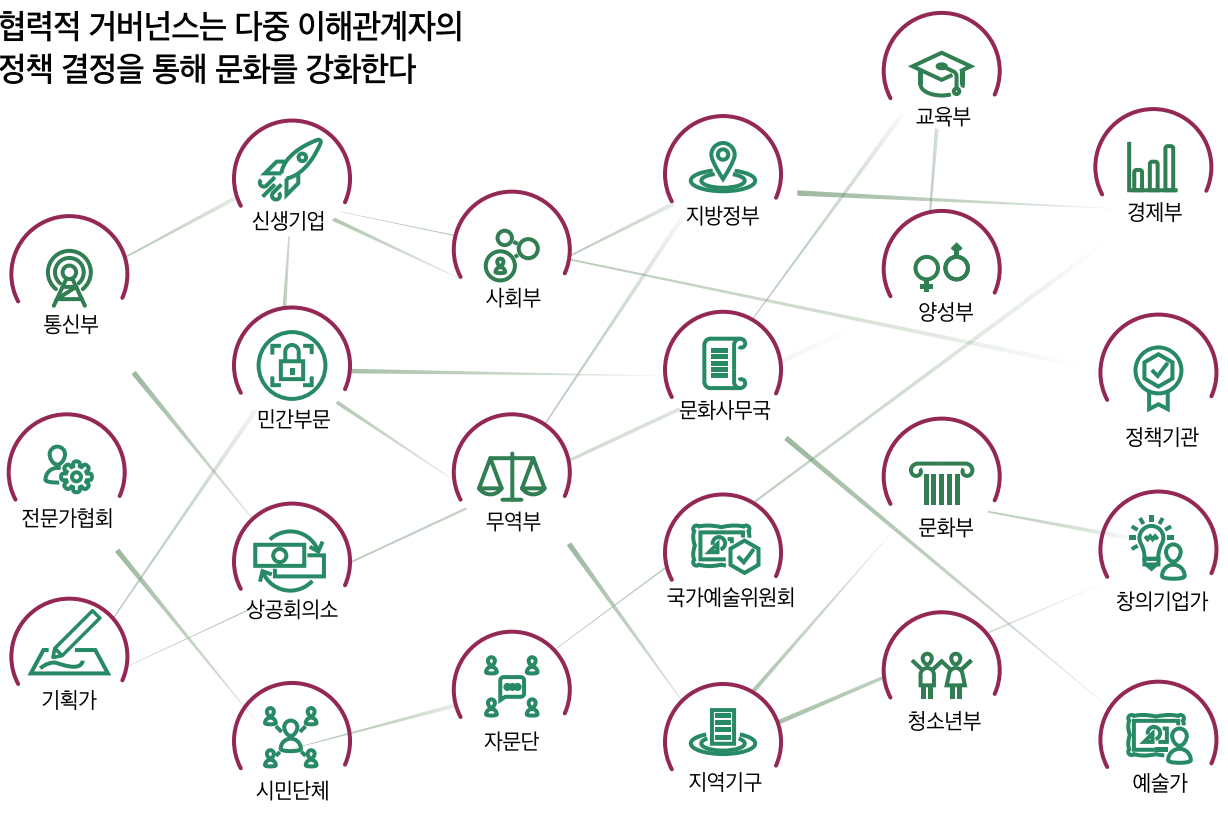 협력적 거버넌스는 다중 이해관계자의
정책 결정을 통해 문화를 강화한다
교육부
신생기업
지방정부
경제부
통신부
사회부
양성부
민간부문
문화사무국
정책기관
전문가협회
무역부
문화부
상공회의소
국가예술위원회
창의기업가
기획가
자문단
청소년부
시민단체
지역기구
예술가